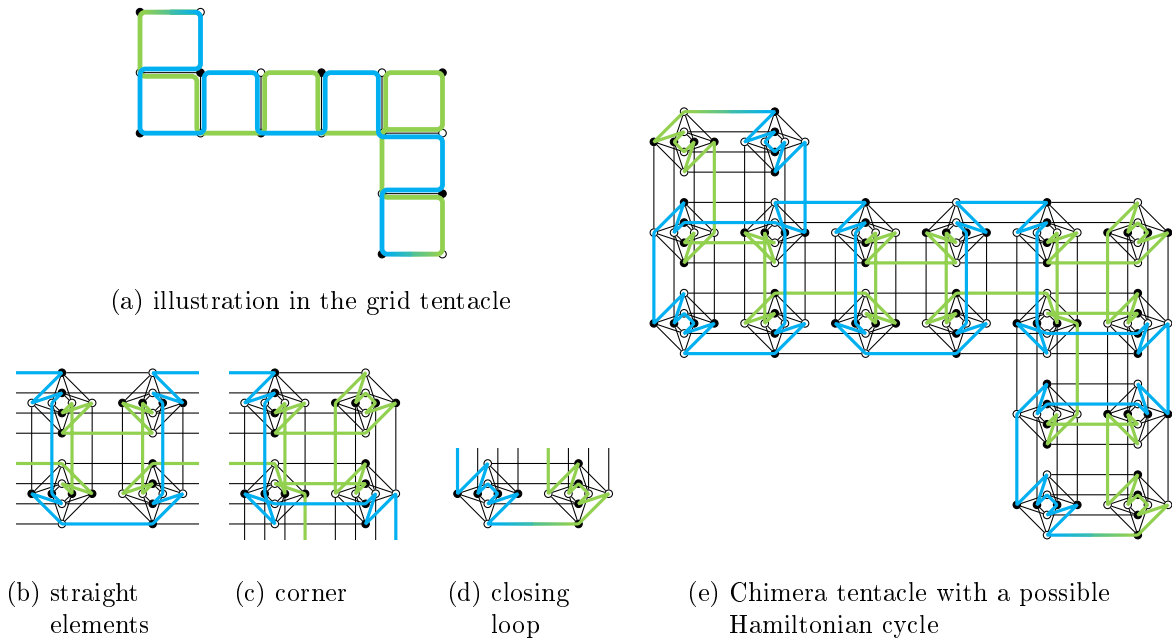 (a) illustration in the grid tentacle
(b) straight
elements
(c) corner
(d) closing
loop
(e) Chimera tentacle with a possible
Hamiltonian cycle